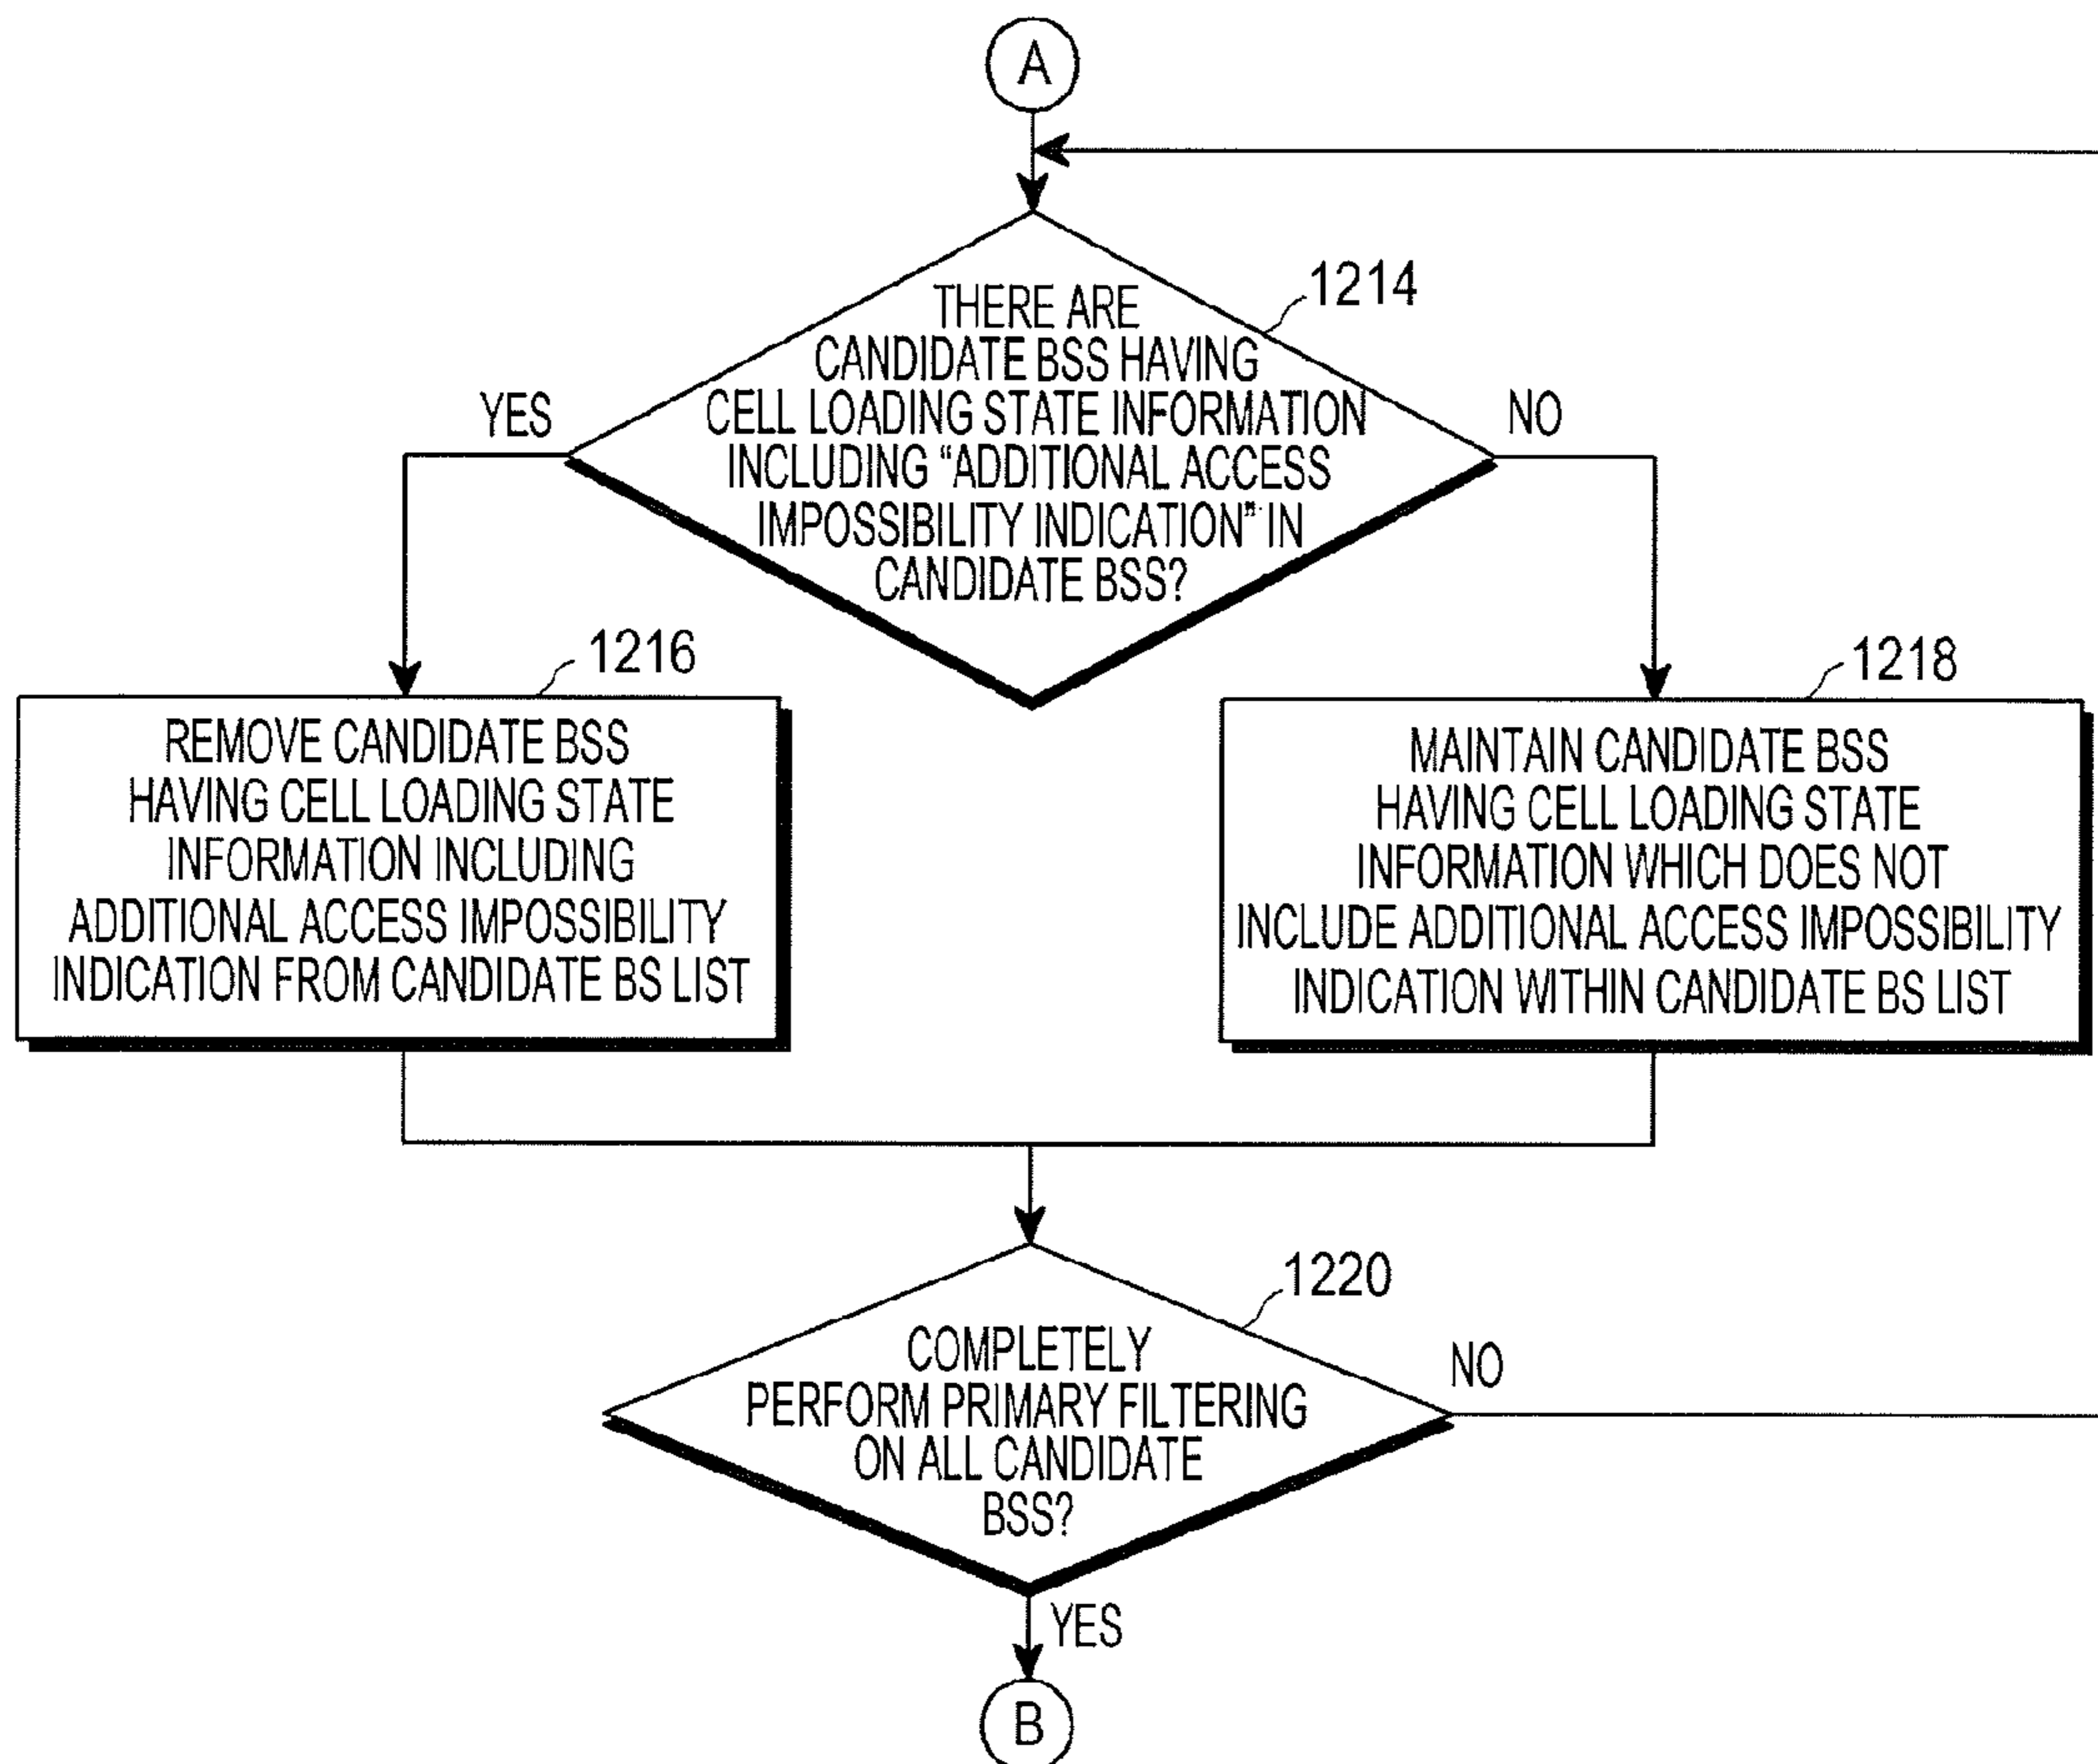 A
1214
THERE ARE
CANDIDATE BSS HAVING
CELL LOADING STATE INFORMATION
INCLUDING “ADDITIONAL ACCESS
IMPOSSIBILITY INDICATION” IN
CANDIDATE BSS?
YES
NO
1216
REMOVE CANDIDATE BSS
HAVING CELL LOADING STATE
INFORMATION INCLUDING
ADDITIONAL ACCESS IMPOSSIBILITY
INDICATION FROM CANDIDATE BS LIST
1218
MAINTAIN CANDIDATE BSS
HAVING CELL LOADING STATE
INFORMATION WHICH DOES NOT
INCLUDE ADDITIONAL ACCESS IMPOSSIBILITY
INDICATION WITHIN CANDIDATE BS LIST
1220
COMPLETELY
PERFORM PRIMARY FILTERING
ON ALL CANDIDATE
BSS?
NO
YES
B